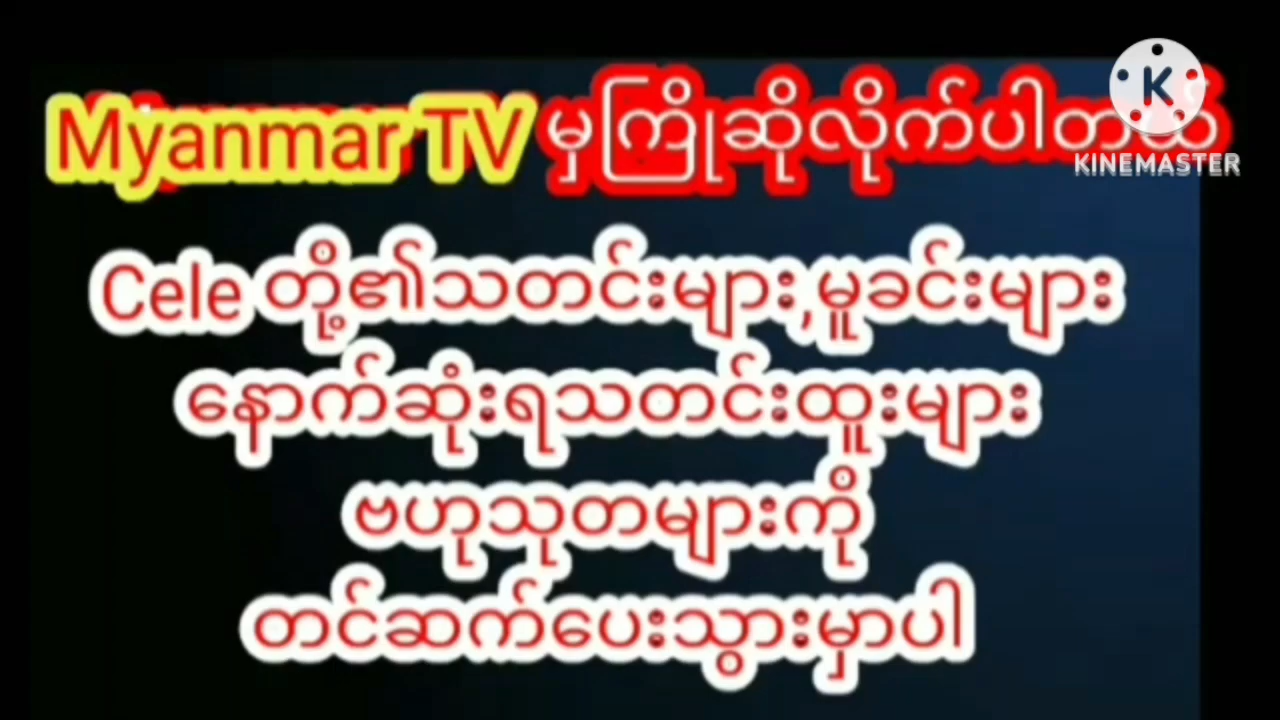 Myanmar TV မှကြိုဆိုလိုက်ပါတယ်
K
KINEMASTER
Cele တို့၏သတင်းများ,မူခင်းများ
နောက်ဆုံးရသတင်းထူးများ
ဗဟုသုတများကို
တင်ဆက်ပေးသွားမှာပါ